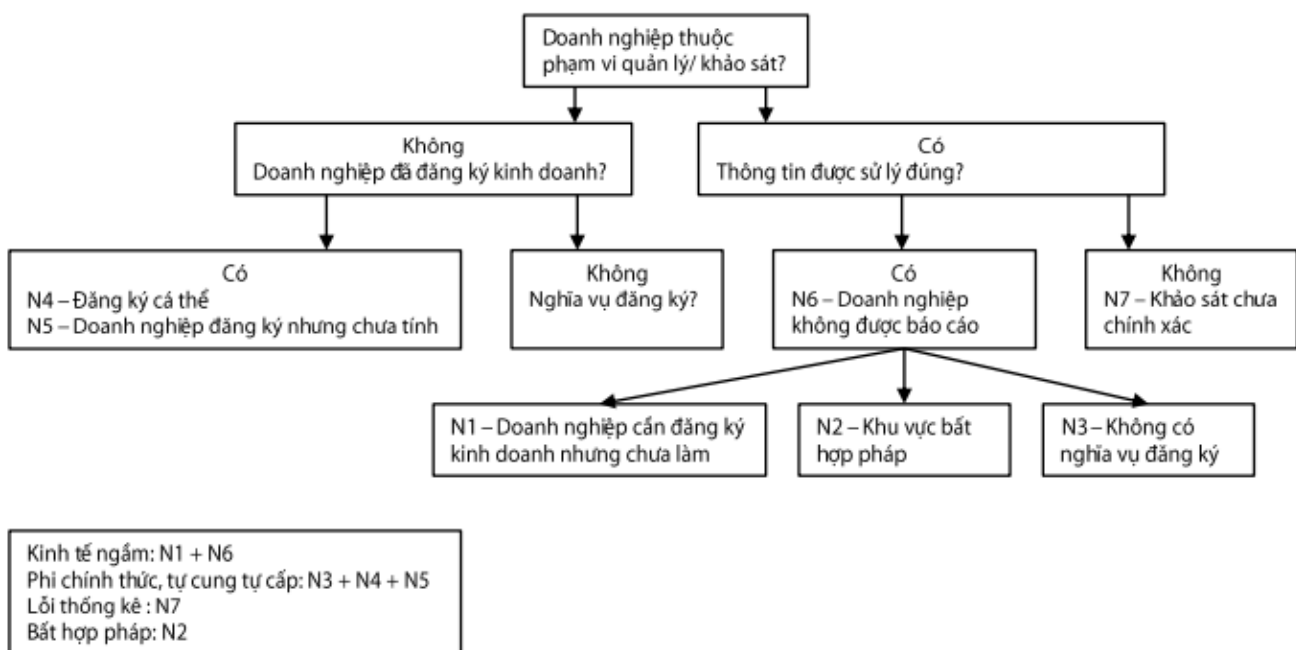 Doanh nghiệp thuộc
phạm vi quản lý/ khảo sát?
Không
Doanh nghiệp đã đăng ký kinh doanh?
Có
Thông tin được sử lý đúng?
Có
N4 – Đăng ký cá thể
N5 – Doanh nghiệp đăng ký nhưng chưa tính
Không
Nghĩa vụ đăng ký?
Có
N6 – Doanh nghiệp
không được báo cáo
Không
N7 – Khảo sát chưa
chính xác
N1 – Doanh nghiệp cần đăng ký
kinh doanh nhưng chưa làm
N2 – Khu vực bất
hợp pháp
N3 – Không có
nghĩa vụ đăng ký
Kinh tế ngầm: N1 + N6
Phi chính thức, tự cung tự cấp: N3 + N4 + N5
Lỗi thống kê : N7
Bất hợp pháp: N2